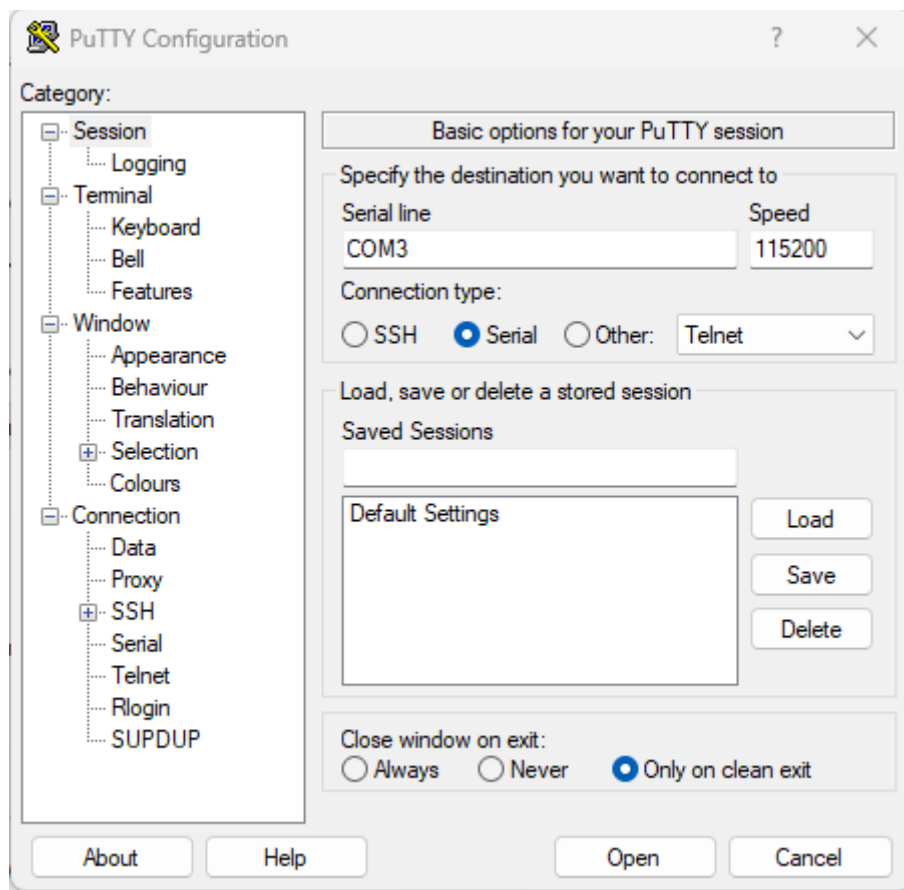 PuTTY Configuration
?
Category:
Session
Logging
Terminal
Keyboard
Bell
Features
Window
Appearance
Behaviour
Translation
Selection
Colours
Connection
Data
Proxy
SSH
Serial
Telnet
Rlogin
SUPDUP
Basic options for your PuTTY session
Specify the destination you want to connect to
Serial line Speed
COM3 115200
Connection type:
SSH Serial Other: Telnet
Load, save or delete a stored session
Saved Sessions
Default Settings
Load
Save
Delete
Close window on exit:
Always Never Only on clean exit
About Help Open Cancel